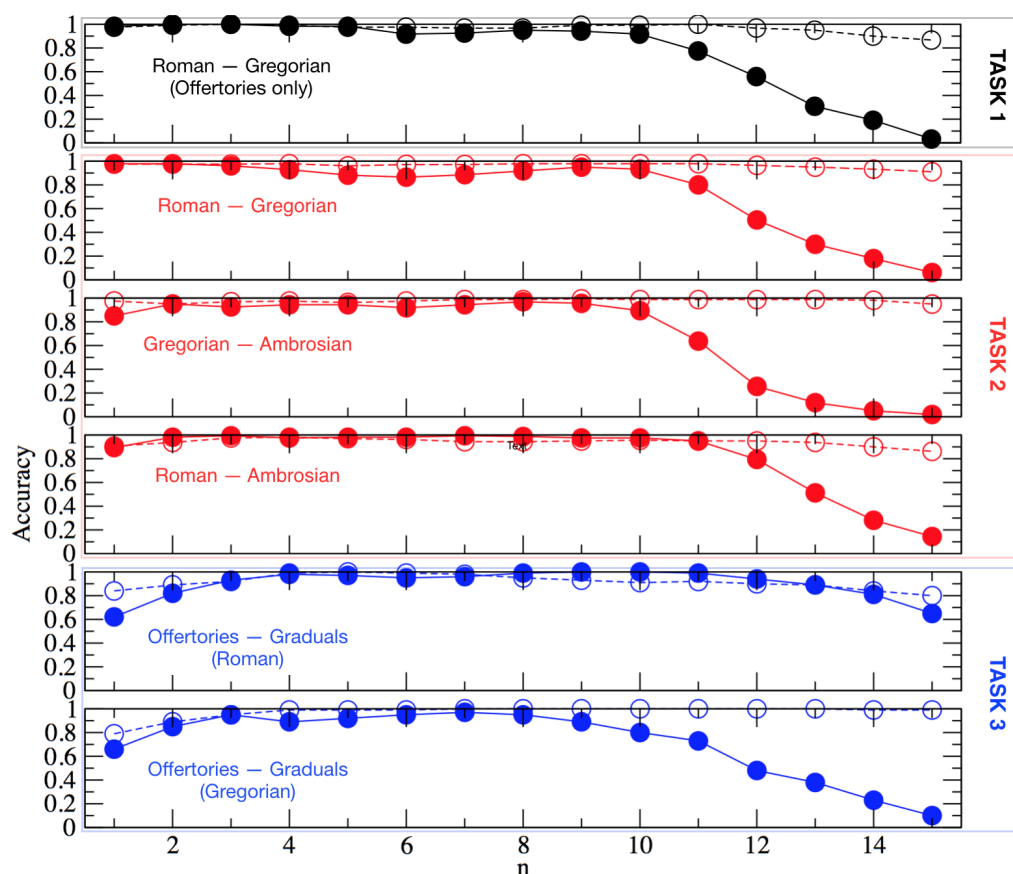 1
0.8
0.6
0.4
0.2
0
Roman — Gregorian
(Offertories only)
TASK 1
1
0.8
0.6
0.4
0.2
0
Roman — Gregorian
1
0.8
0.6
0.4
0.2
0
Gregorian — Ambrosian
TASK 2
1
0.8
0.6
0.4
0.2
0
Text
Roman — Ambrosian
Accuracy
1
0.8
0.6
0.4
0.2
0
Offertories — Graduals
(Roman)
TASK 3
1
0.8
0.6
0.4
0.2
0
Offertories — Graduals
(Gregorian)
2 4 6 8 10 12 14
n